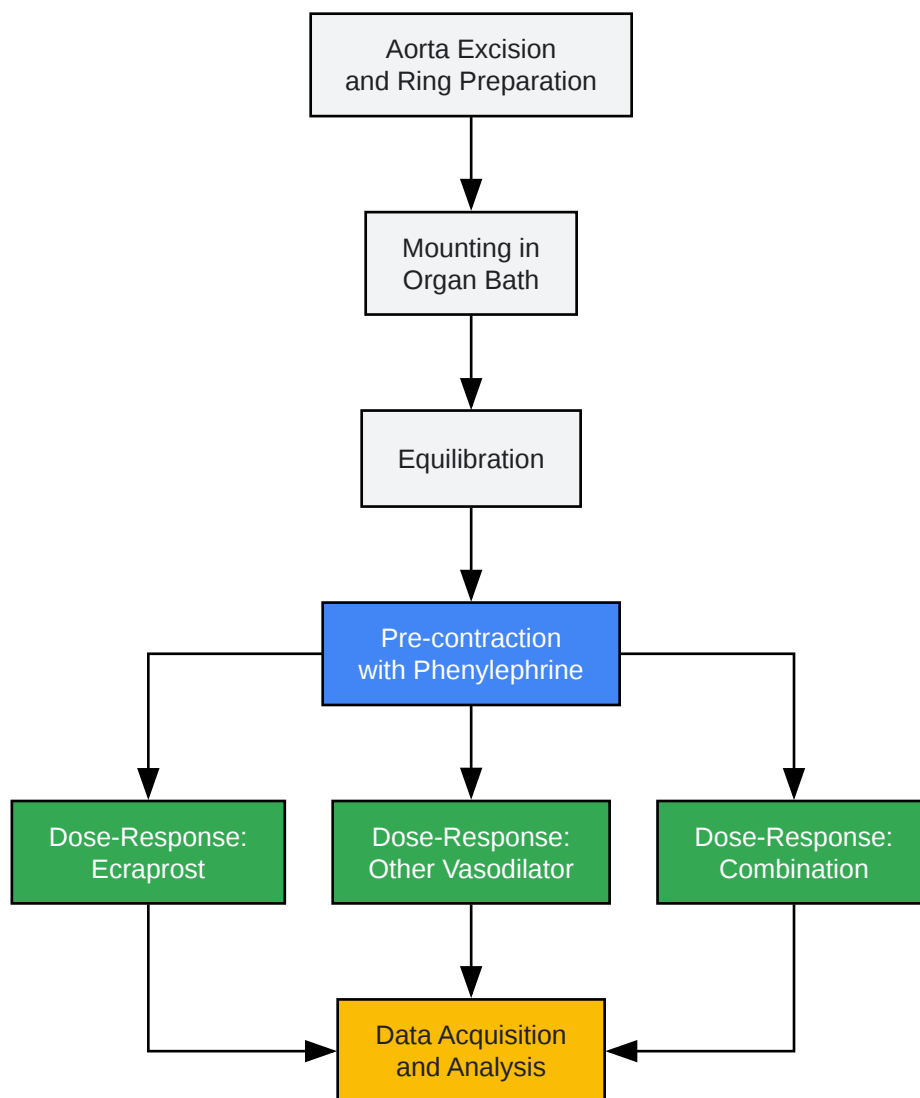 Aorta Excision
and Ring Preparation
Mounting in
Organ Bath
Equilibration
Pre-contraction
with Phenylephrine
Dose-Response:
Ecraprost
Dose-Response:
Other Vasodilator
Dose-Response:
Combination
Data Acquisition
and Analysis